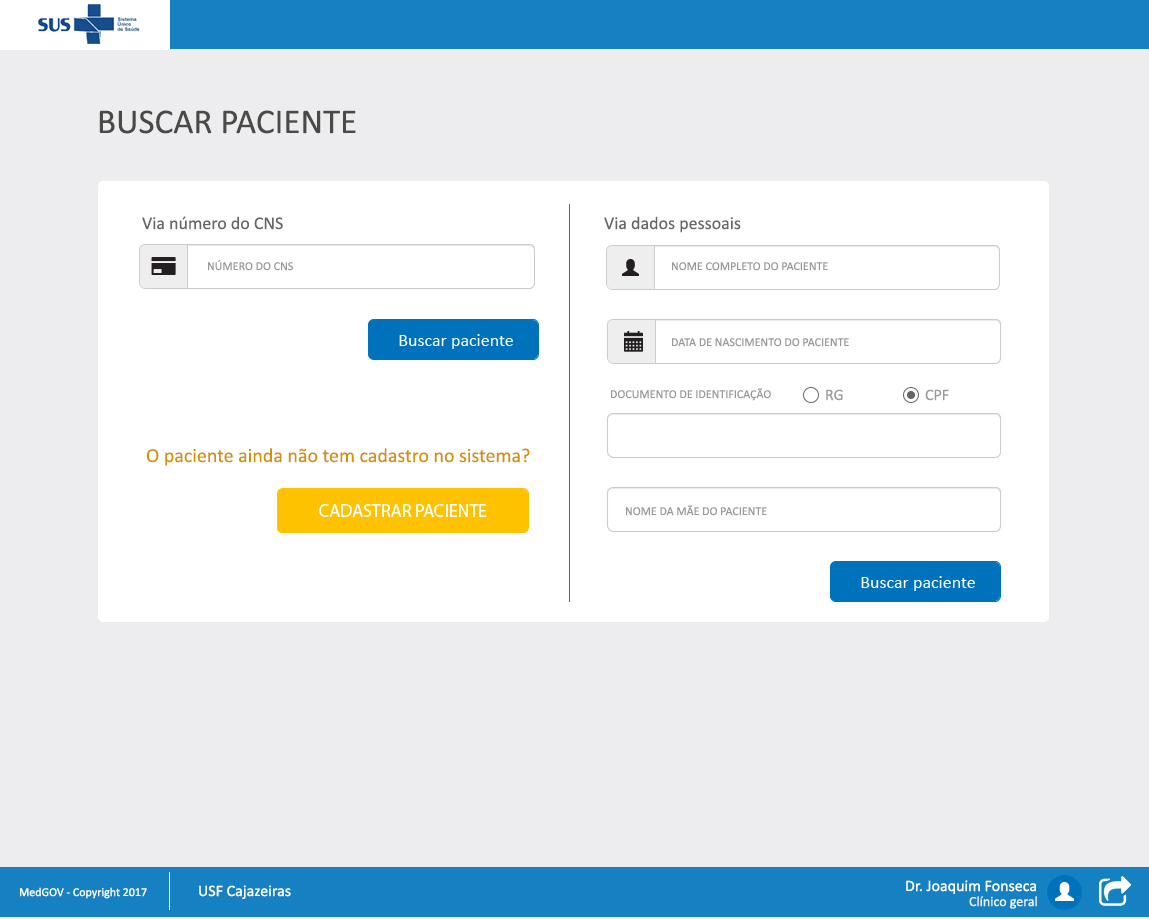 SUS
Sistema
Único
de Saúde
BUSCAR PACIENTE
Via número do CNS
NÚMERO DO CNS
Buscar paciente
O paciente ainda não tem cadastro no sistema?
CADASTRAR PACIENTE
Via dados pessoais
NOME COMPLETO DO PACIENTE
DATA DE NASCIMENTO DO PACIENTE
DOCUMENTO DE IDENTIFICAÇÃO RG CPF
NOME DA MÃE DO PACIENTE
Buscar paciente
MedGOV - Copyright 2017
USF Cajazeiras
Dr. Joaquim Fonseca
Clínico geral